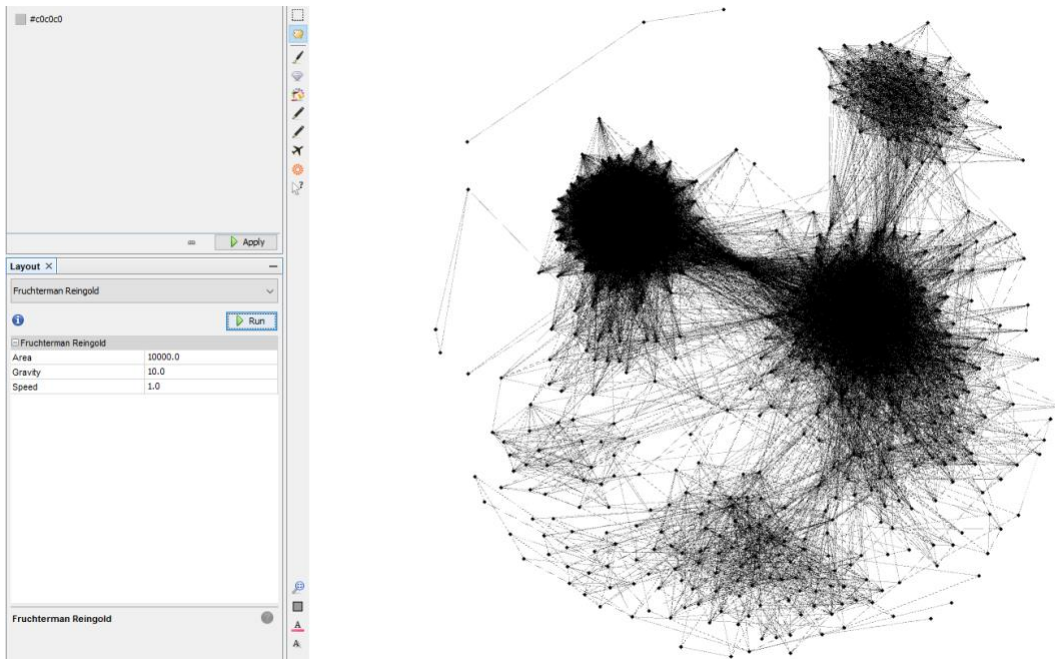 #c0c0c0
Apply
Layout
Fruchterman Reingold
Run
Fruchterman Reingold
Area 10000.0
Gravity 10.0
Speed 1.0
Fruchterman Reingold
A
A